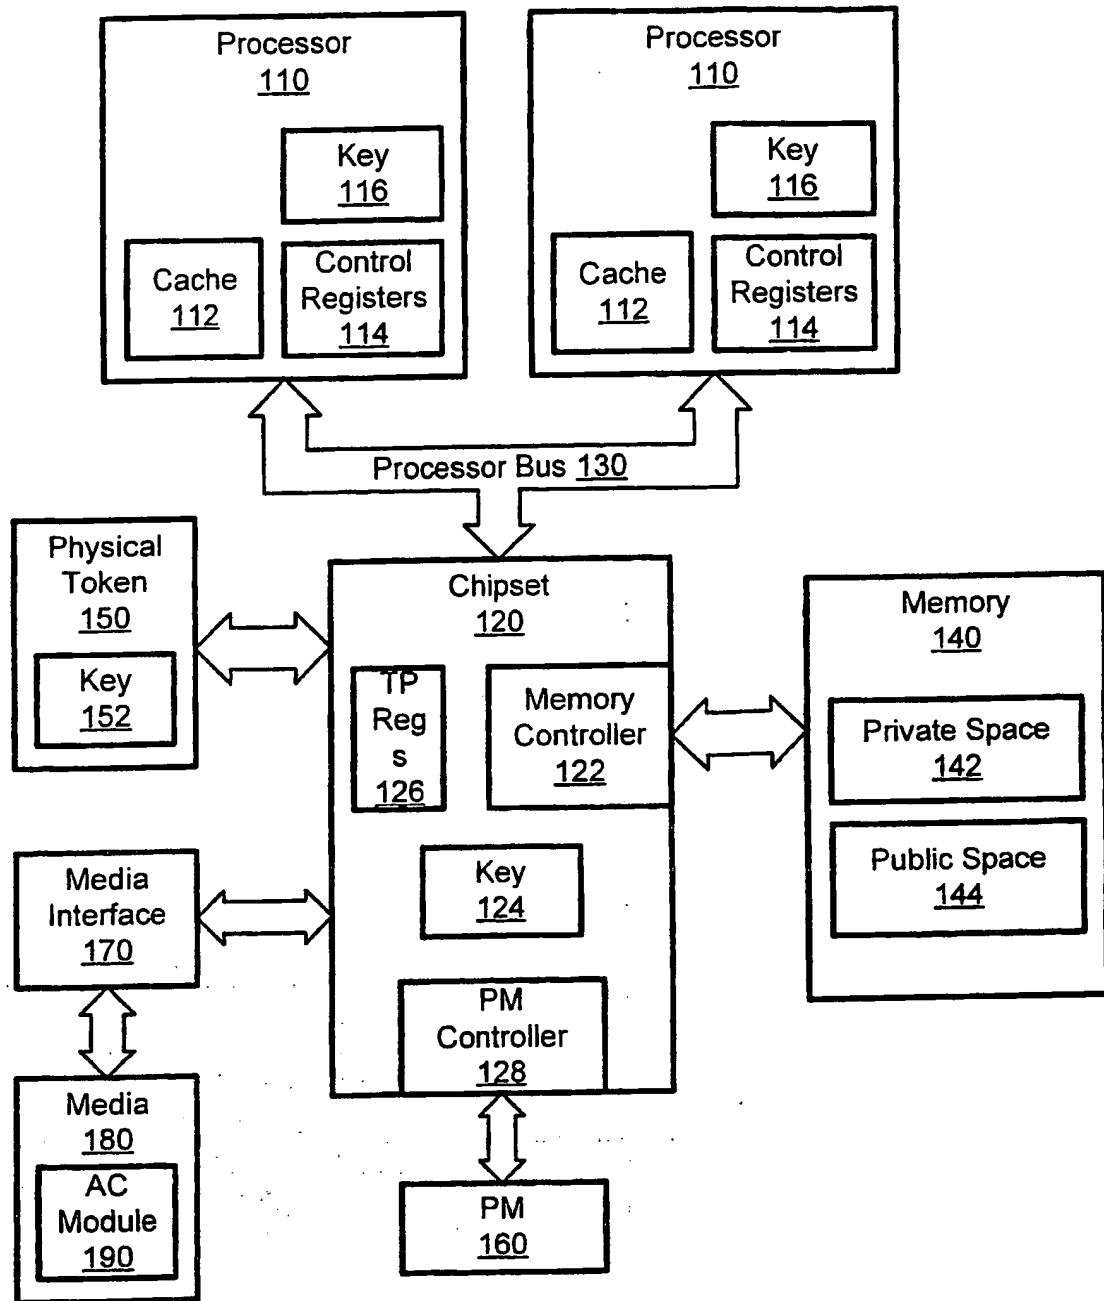 Processor
110
Key
116
Cache
112
Control
Registers
114
Processor
110
Key
116
Cache
112
Control
Registers
114
Processor Bus 130
Physical
Token
150
Key
152
Chipset
120
TP
Reg
s
126
Memory
Controller
122
Key
124
PM
Controller
128
Memory
140
Private Space
142
Public Space
144
Media
Interface
170
Media
180
AC
Module
190
PM
160